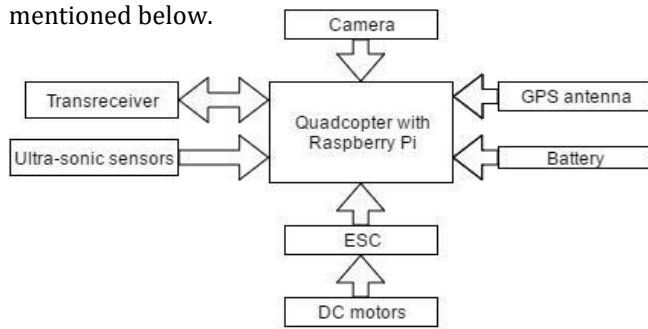 mentioned below.
Camera
Transreceiver
GPS antenna
Quadcopter with
Raspberry Pi
Ultra-sonic sensors
Battery
ESC
DC motors